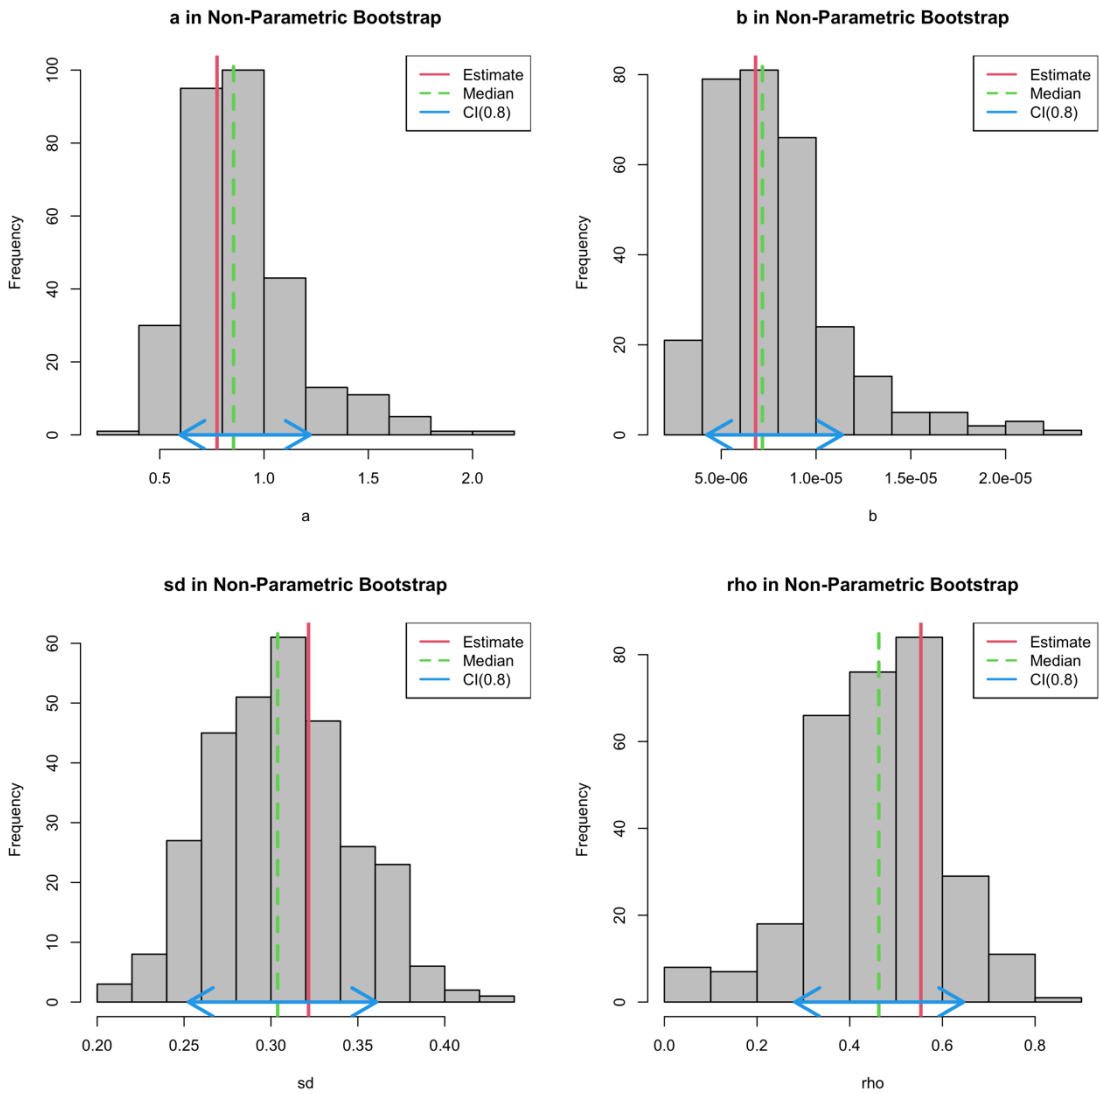 a in Non-Parametric Bootstrap
Estimate
Median
CI(0.8)
Frequency
0
20
40
60
80
100
0.5
1.0
1.5
2.0
a
b in Non-Parametric Bootstrap
Estimate
Median
CI(0.8)
Frequency
0
20
40
60
80
5.0e-06
1.0e-05
1.5e-05
2.0e-05
b
sd in Non-Parametric Bootstrap
Estimate
Median
CI(0.8)
Frequency
0
10
20
30
40
50
60
0.20
0.25
0.30
0.35
0.40
sd
rho in Non-Parametric Bootstrap
Estimate
Median
CI(0.8)
Frequency
0
20
40
60
80
0.0
0.2
0.4
0.6
0.8
rho